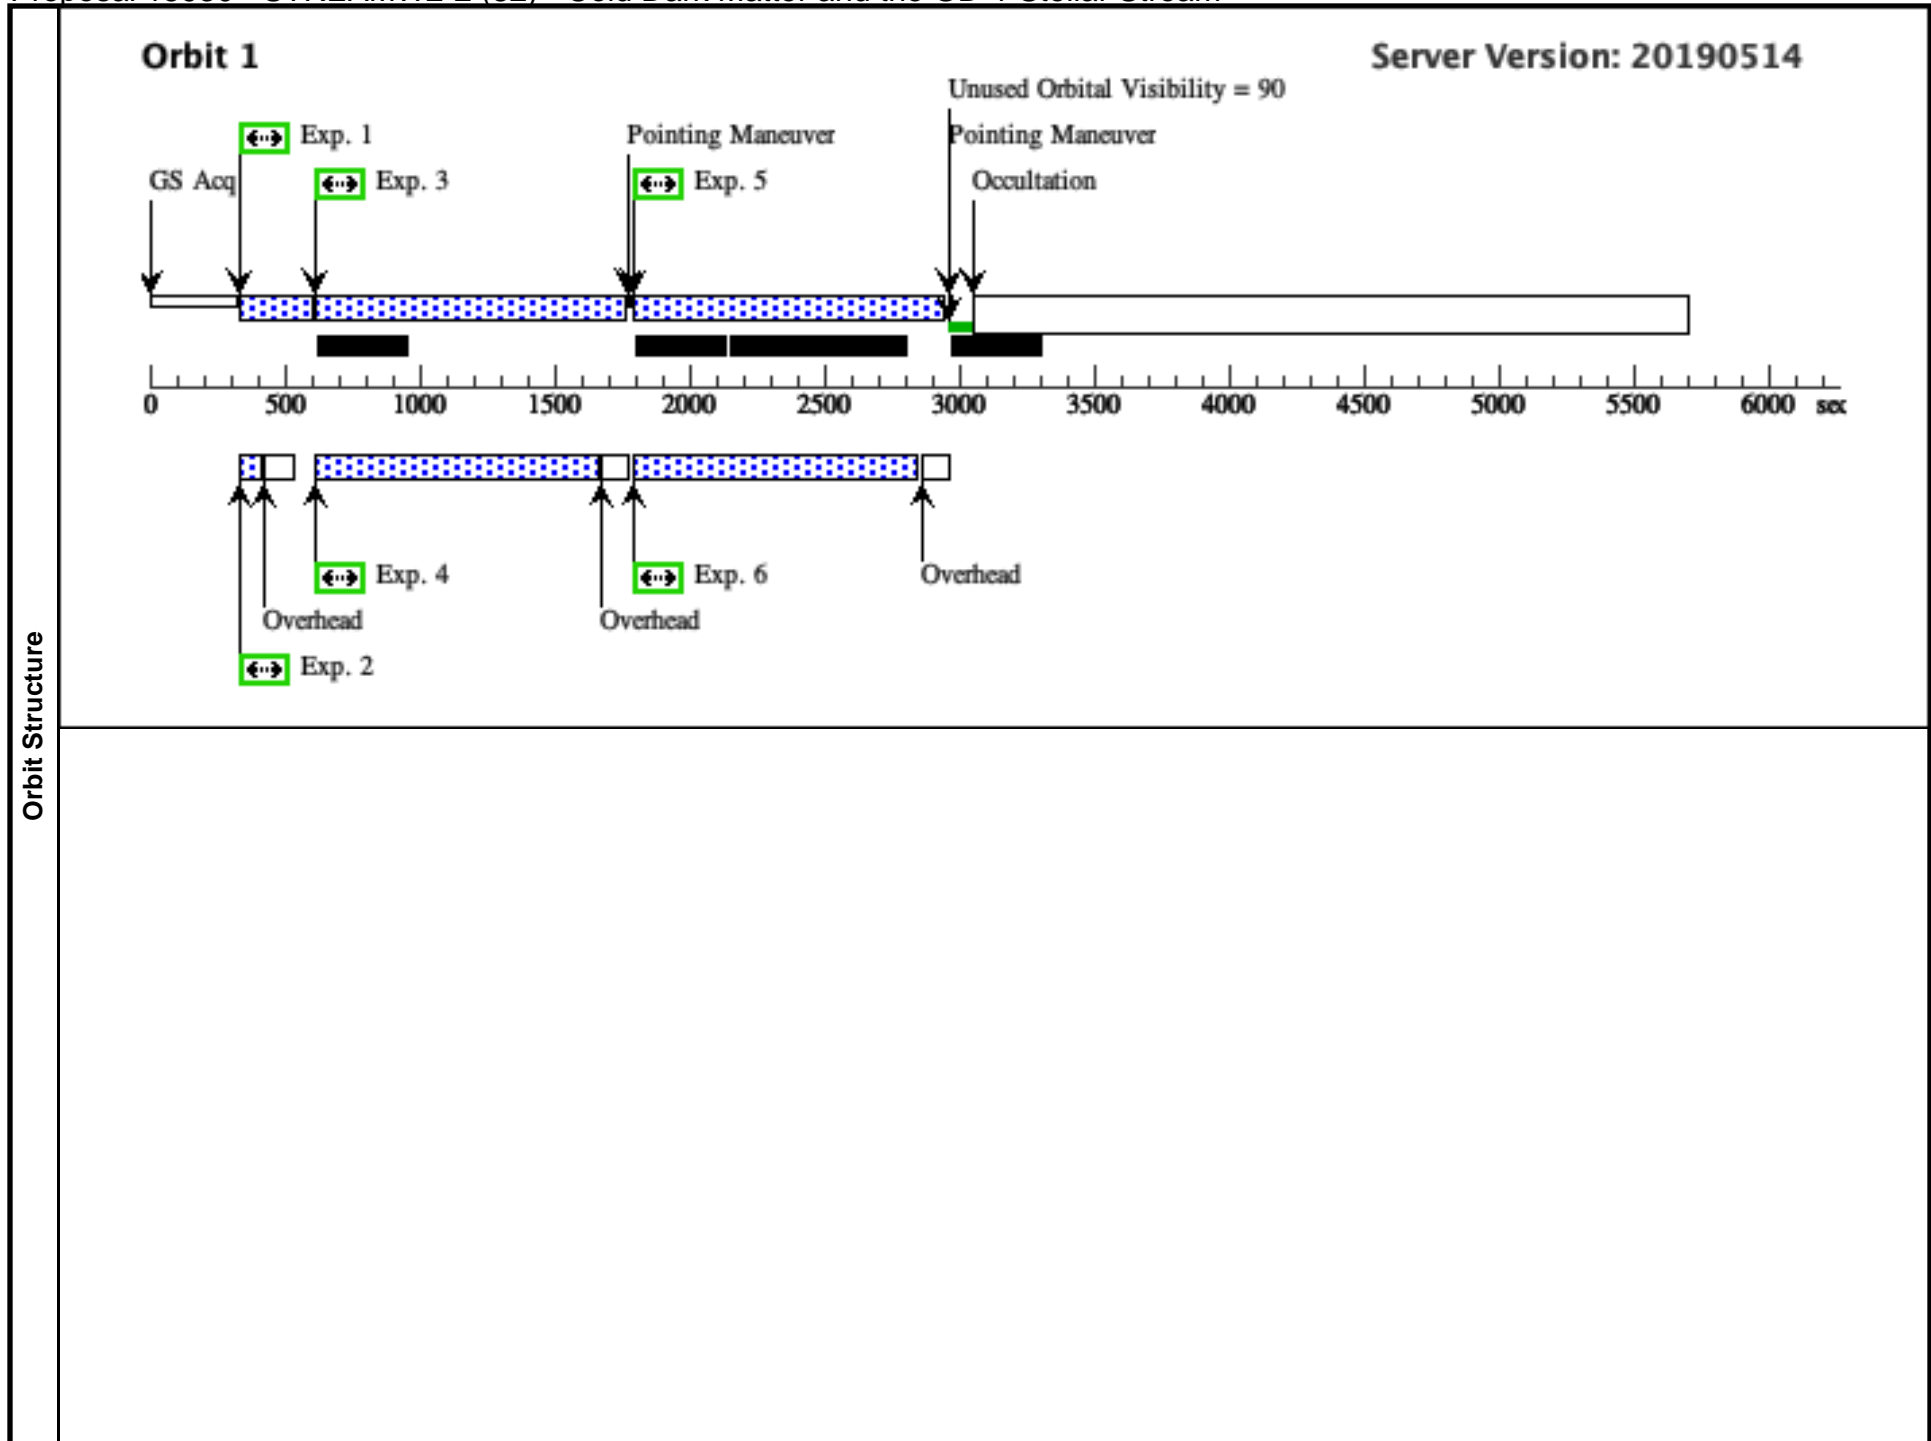 Orbit 1
Server Version: 20190514
Unused Orbital Visibility = 90
Exp. 1
Pointing Maneuver
Pointing Maneuver
GS Acq
Exp. 3
Exp. 5
Occultation
0 500 1000 1500 2000 2500 3000 3500 4000 4500 5000 5500 6000 sec
Exp. 4
Exp. 6
Overhead
Overhead
Overhead
Exp. 2
Orbit Structure